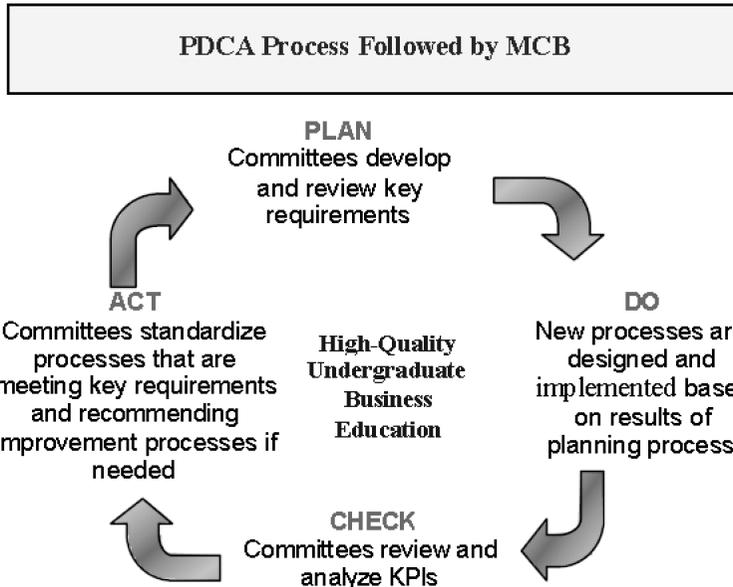 PDCA Process Followed by MCB
PLAN
Committees develop
and review key
requirements
DO
New processes ar
designed and
implemented base
on results of
planning process
CHECK
Committees review and
analyze KPIs
ACT
Committees standardize
processes that are
meeting key requirements
and recommending
mprovement processes if
needed
High-Quality
Undergraduate
Business
Education